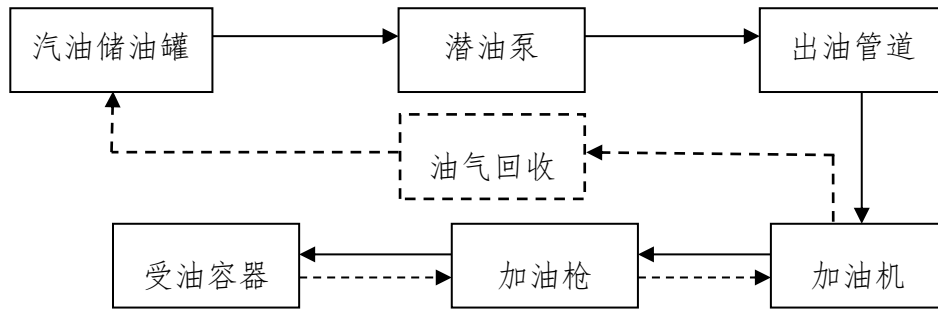 汽油储油罐
潜油泵
出油管道
油气回收
受油容器
加油枪
加油机